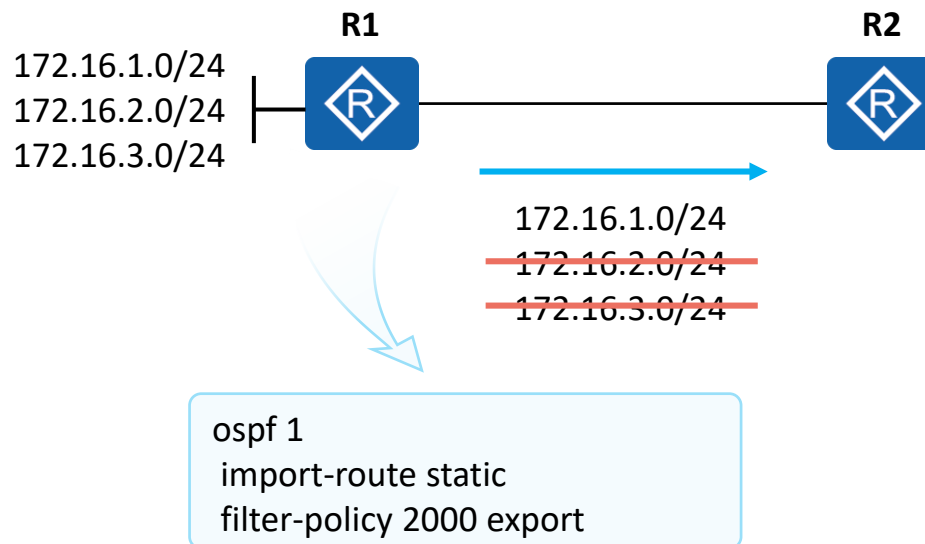 R1
R2
172.16.1.0/24
172.16.2.0/24
172.16.3.0/24
R
R
172.16.1.0/24
172.16.2.0/24
172.16.3.0/24
ospf 1
import-route static
filter-policy 2000 export